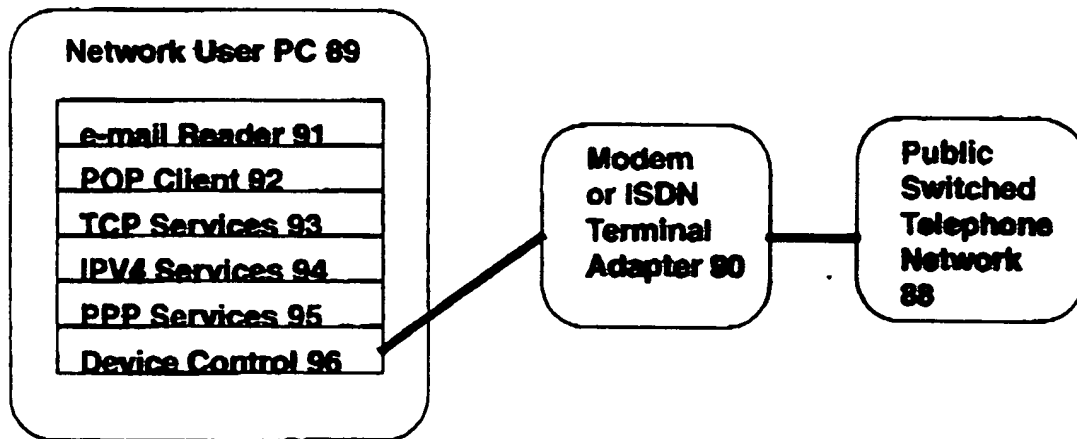 Network User PC 89
e-mail Reader 91
POP Client 92
TCP Services 93
IPV4 Services 94
PPP Services 95
Device Control 96
Modem
or ISDN
Terminal
Adapter 90
Public
Switched
Telephone
Network
88